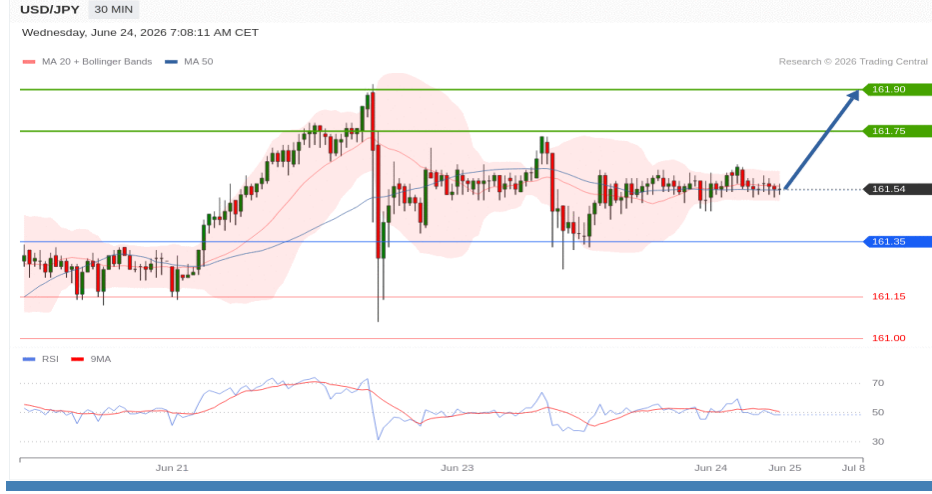 USD/JPY 30 MIN
Wednesday, June 24, 2026 7:08:11 AM CET
MA 20 + Bollinger Bands MA 50 Research © 2026 Trading Central
161.90
161.75
161.54
161.35
161.15
161.00
RSI 9MA
70
50
30
Jun 21 Jun 23 Jun 24 Jun 25 Jul 8